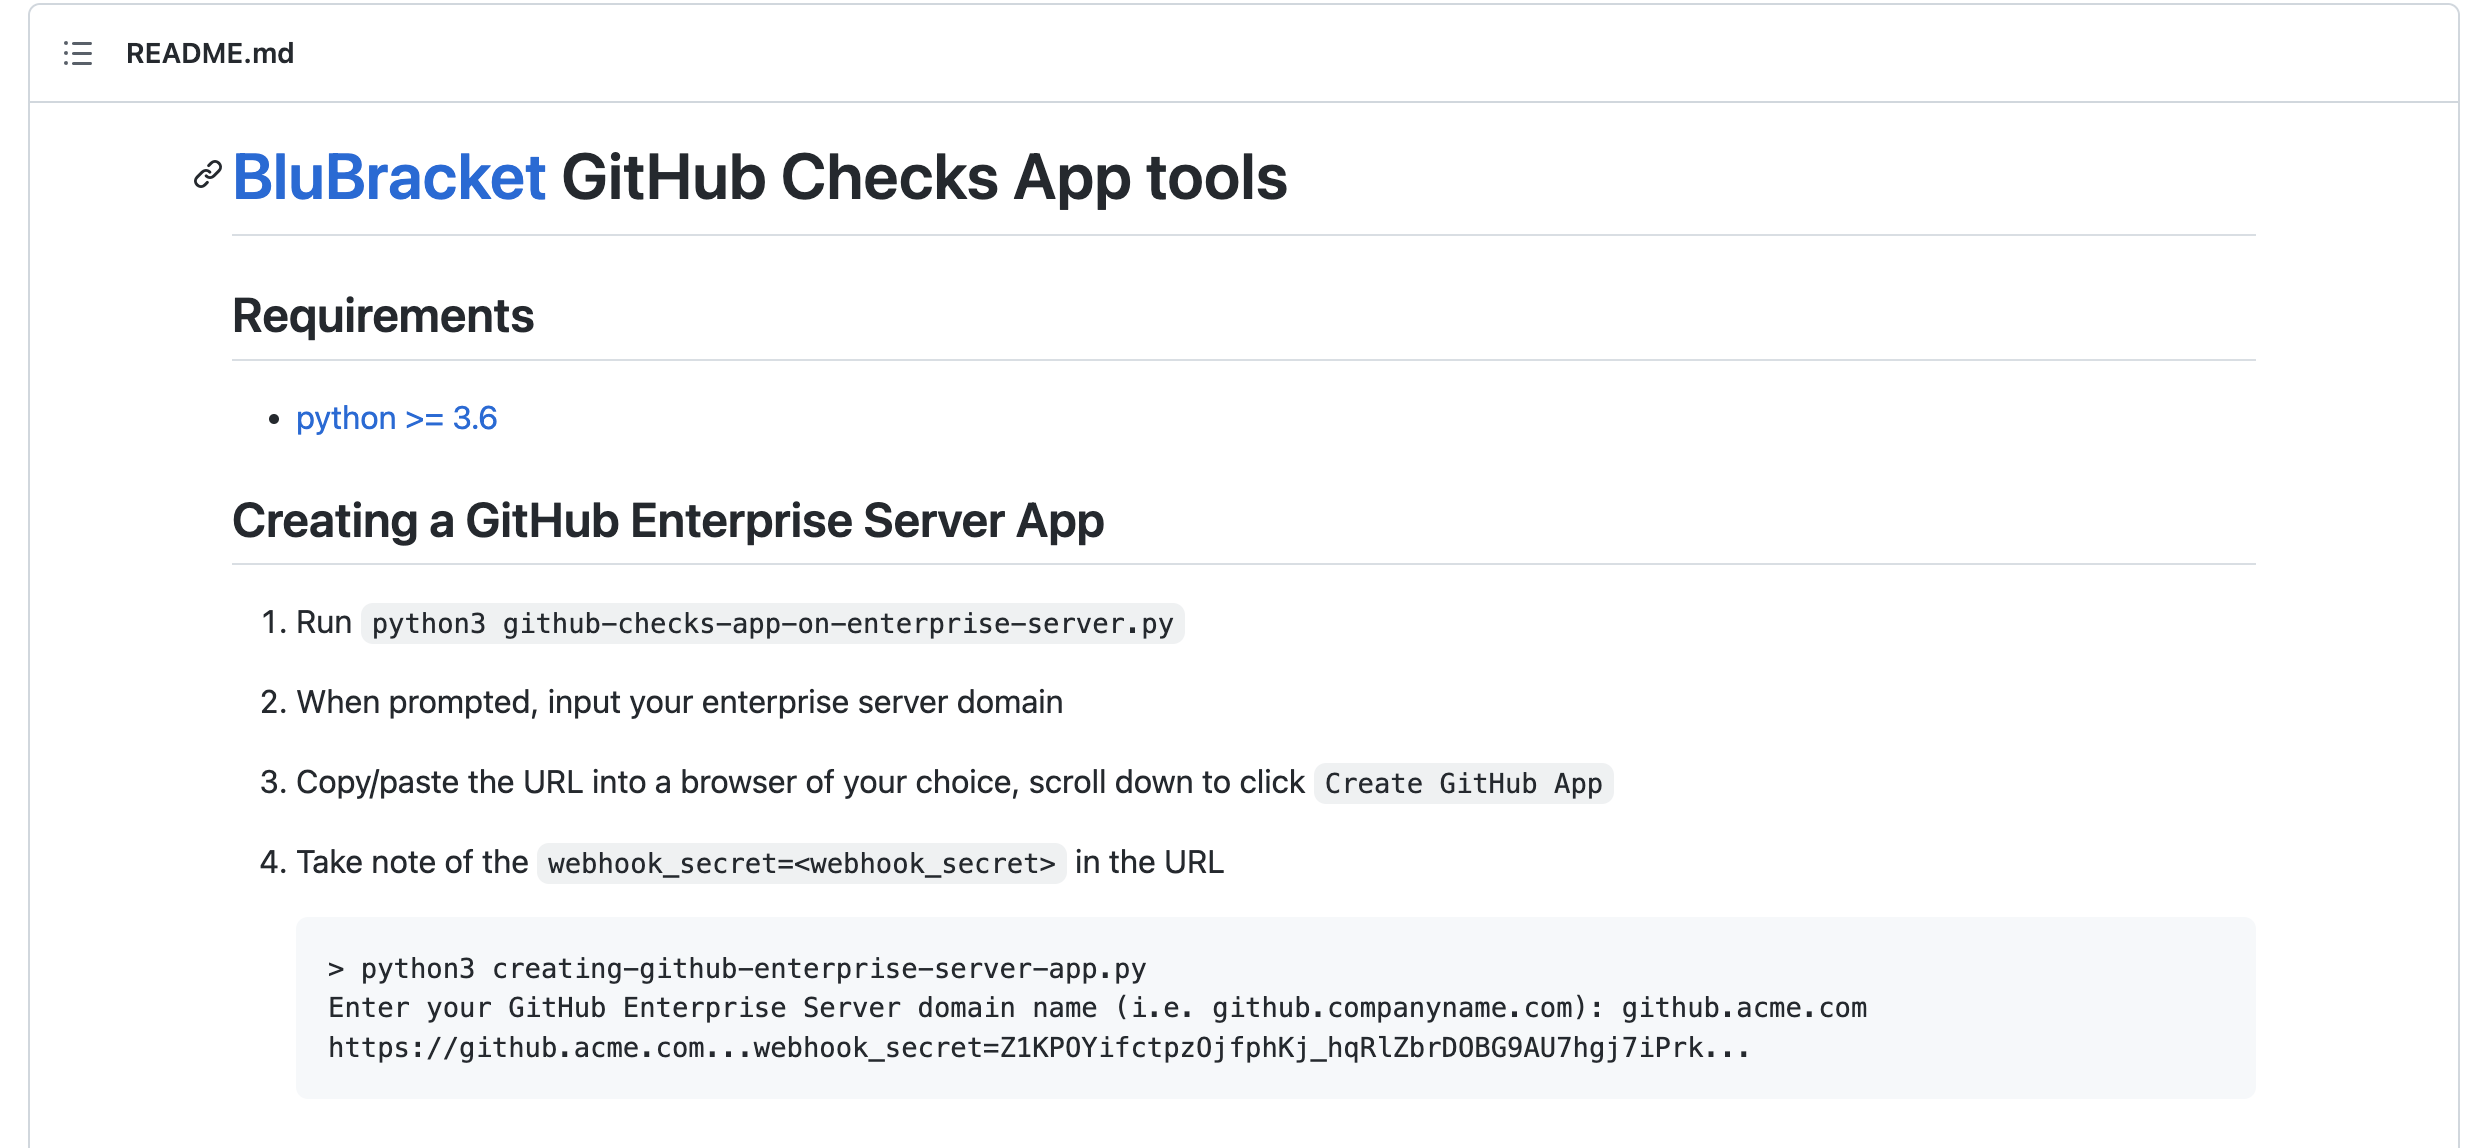 README.md
BluBracket GitHub Checks App tools
Requirements
• python >= 3.6
Creating a GitHub Enterprise Server App
1. Run python3 github-checks-app-on-enterprise-server.py
2. When prompted, input your enterprise server domain
3. Copy/paste the URL into a browser of your choice, scroll down to click Create GitHub App
4. Take note of the webhook_secret=<webhook_secret> in the URL
> python3 creating-github-enterprise-server-app.py
Enter your GitHub Enterprise Server domain name (i.e. github.companyname.com): github.acme.com
https://github.acme.com...webhook_secret=Z1KPOYifctpzOjfphKj_hqRlZbrDOBG9AU7hgj7iPrk...